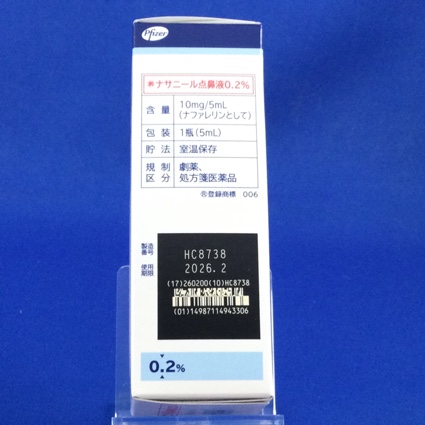 Pfizer
劇 ナサニール点鼻液0.2%
含 量 10mg/5mL
(ナファレリンとして)
包 装 1瓶(5mL)
貯 法 室温保存
規 制 劇薬、
区 分 処方箋医薬品
Ⓡ登録商標 006
製造
番号 HC8738
使用
期限 2026.2
(17)260200(10)HC8738
(01)14987114943306
0.2%